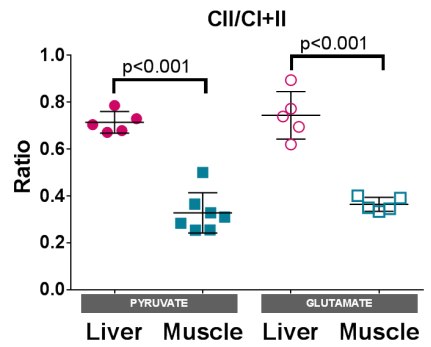 CII/CI+II
p<0.001
p<0.001
1.0
0.8
0.6
0.4
0.2
0.0
Ratio
PYRUVATE
GLUTAMATE
Liver Muscle Liver Muscle